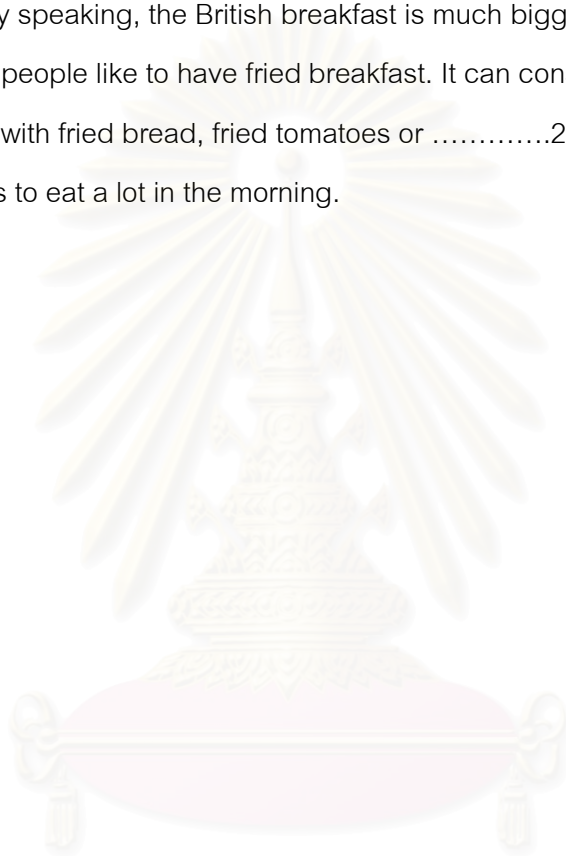 y speaking, the British breakfast is much bigg
people like to have fried breakfast. It can con
with fried bread, fried tomatoes or ………….2
s to eat a lot in the morning.